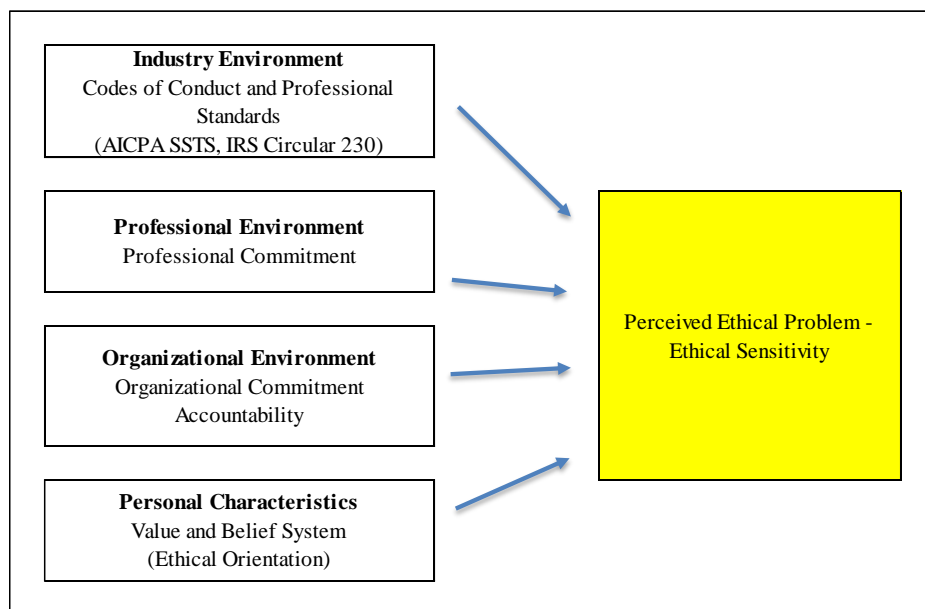 Industry Environment
Codes of Conduct and Professional
Standards
(AICPA SSTS, IRS Circular 230)
Professional Environment
Professional Commitment
Organizational Environment
Organizational Commitment
Accountability
Personal Characteristics
Value and Belief System
(Ethical Orientation)
Perceived Ethical Problem -
Ethical Sensitivity